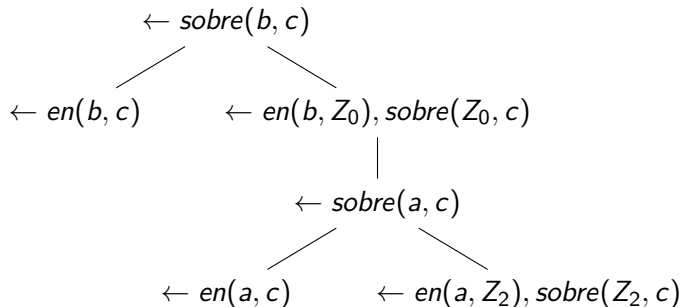 ← sobre(b, c)
← en(b, c) ← en(b, Z₀), sobre(Z₀, c)
← sobre(a, c)
← en(a, c) ← en(a, Z₂), sobre(Z₂, c)